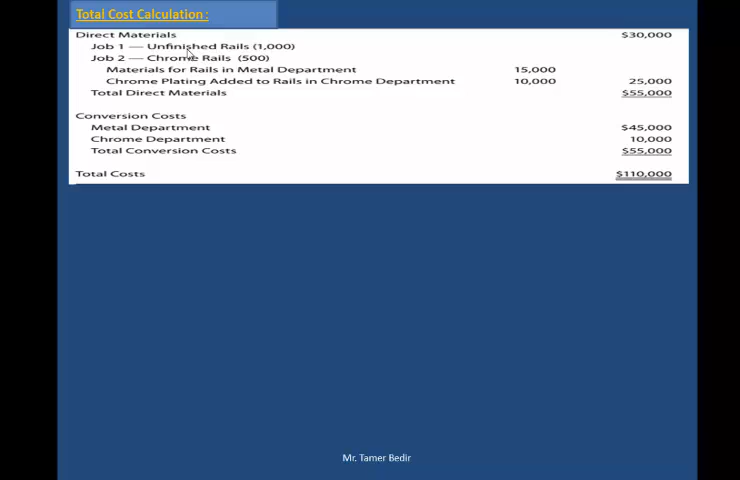 Total Cost Calculation :
Direct Materials $30,000
Job 1 — Unfinished Rails (1,000)
Job 2 — Chrome Rails (500)
Materials for Rails in Metal Department 15,000
Chrome Plating Added to Rails in Chrome Department 10,000 25,000
Total Direct Materials $55,000
Conversion Costs
Metal Department $45,000
Chrome Department 10,000
Total Conversion Costs $55,000
Total Costs $110,000
Mr. Tamer Bedir